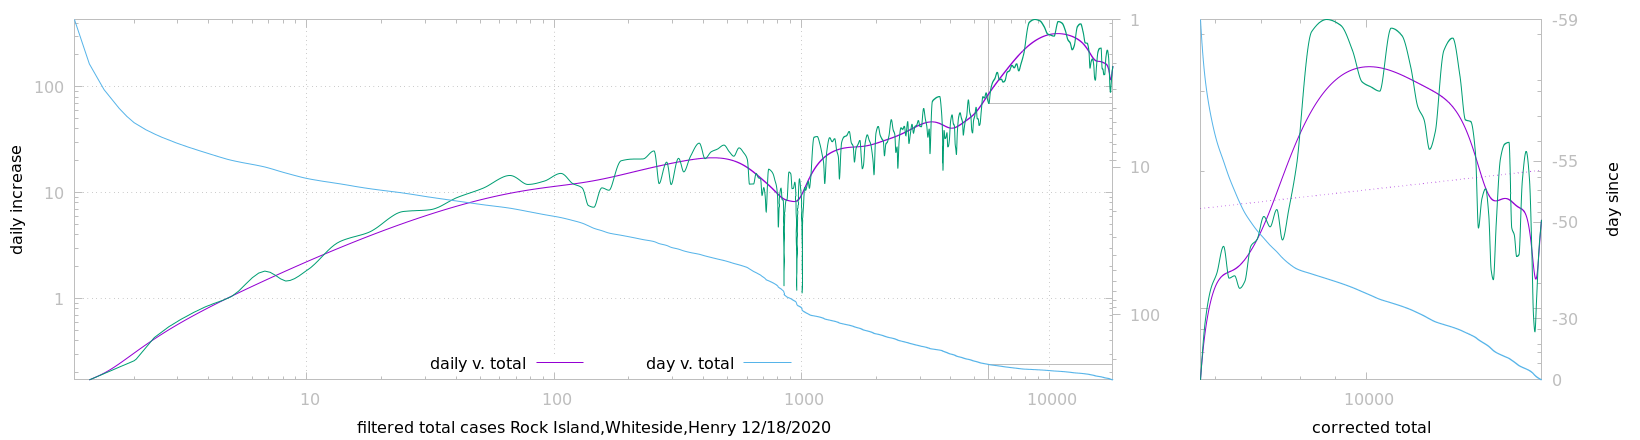 daily increase
100
10
1
10
100
1000
10000
1
10
100
daily v. total
day v. total
filtered total cases Rock Island,Whiteside,Henry 12/18/2020
-59
-55
-50
-30
0
day since
10000
corrected total